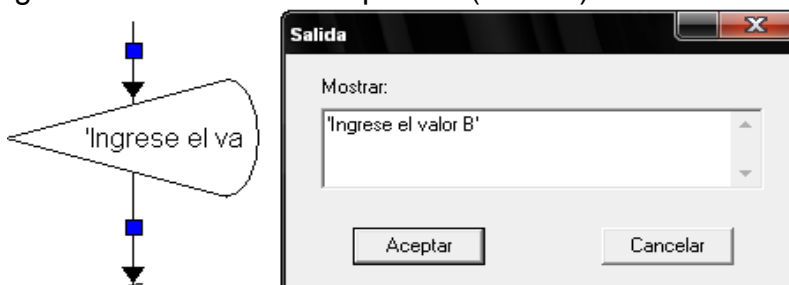 Salida
Mostrar:
'Ingrese el va
'Ingrese el valor B'
Aceptar
Cancelar